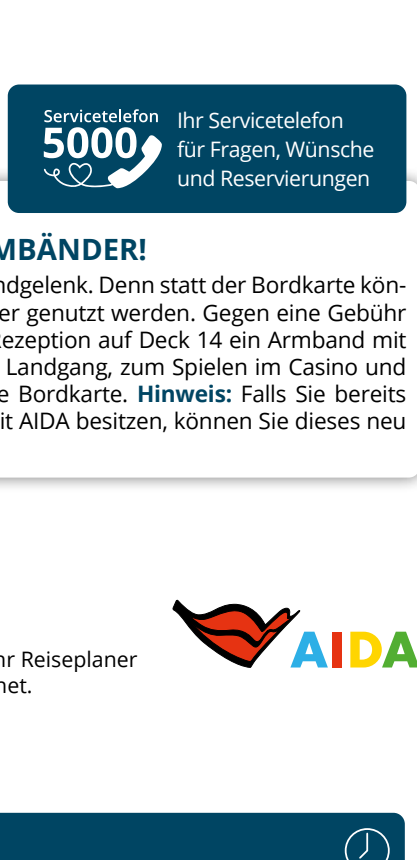 Servicetelefon
5000
Ihr Servicetelefon
für Fragen, Wünsche
und Reservierungen
MBÄNDER!
ndgelenk. Denn statt der Bordkarte kön-
er genutzt werden. Gegen eine Gebühr
Rezeption auf Deck 14 ein Armband mit
Landgang, zum Spielen im Casino und
e Bordkarte. Hinweis: Falls Sie bereits
it AIDA besitzen, können Sie dieses neu
AIDA
hr Reiseplaner
net.